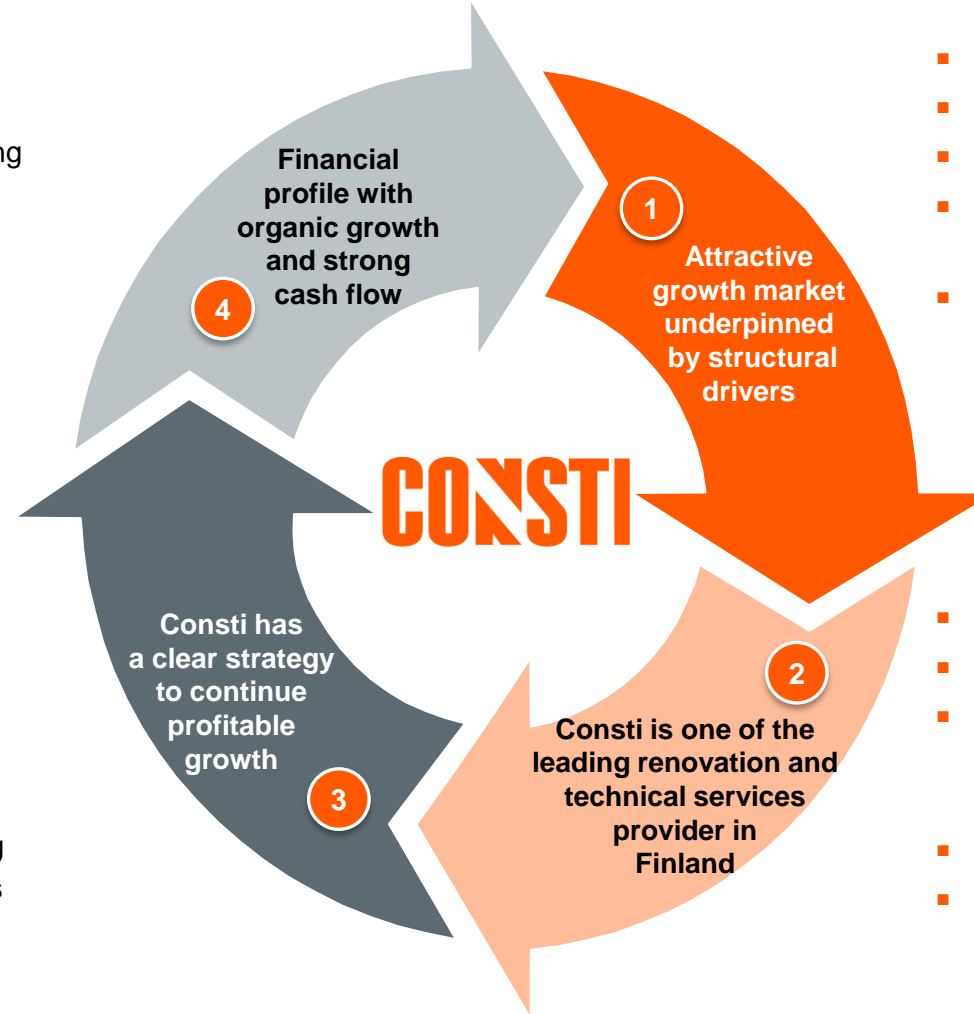 Financial
profile with
organic growth
and strong
cash flow
4
1
Attractive
growth market
underpinned
by structural
drivers
CONSTI
Consti has
a clear strategy
to continue
profitable
growth
3
2
Consti is one of the
leading renovation and
technical services
provider in
Finland